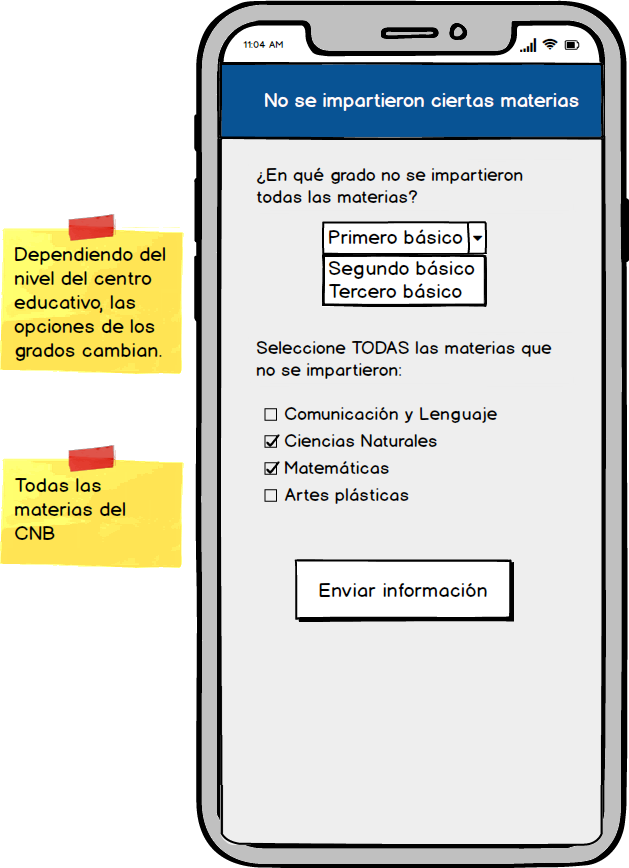 11:04 AM
No se impartieron ciertas materias
¿En qué grado no se impartieron
todas las materias?
Primero básico
Segundo básico
Tercero básico
Seleccione TODAS las materias que
no se impartieron:
Comunicación y Lenguaje
Ciencias Naturales
Matemáticas
Artes plásticas
Enviar información
Dependiendo del
nivel del centro
educativo, las
opciones de los
grados cambian.
Todas las
materias del
CNB